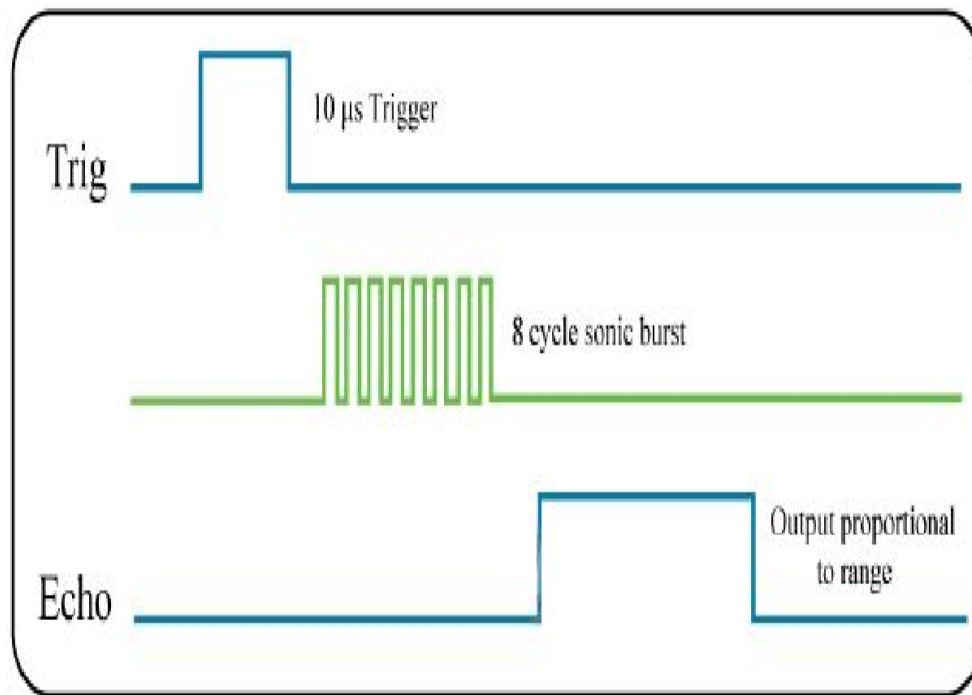 10 μs Trigger
Trig
8 cycle sonic burst
Output proportional
to range
Echo